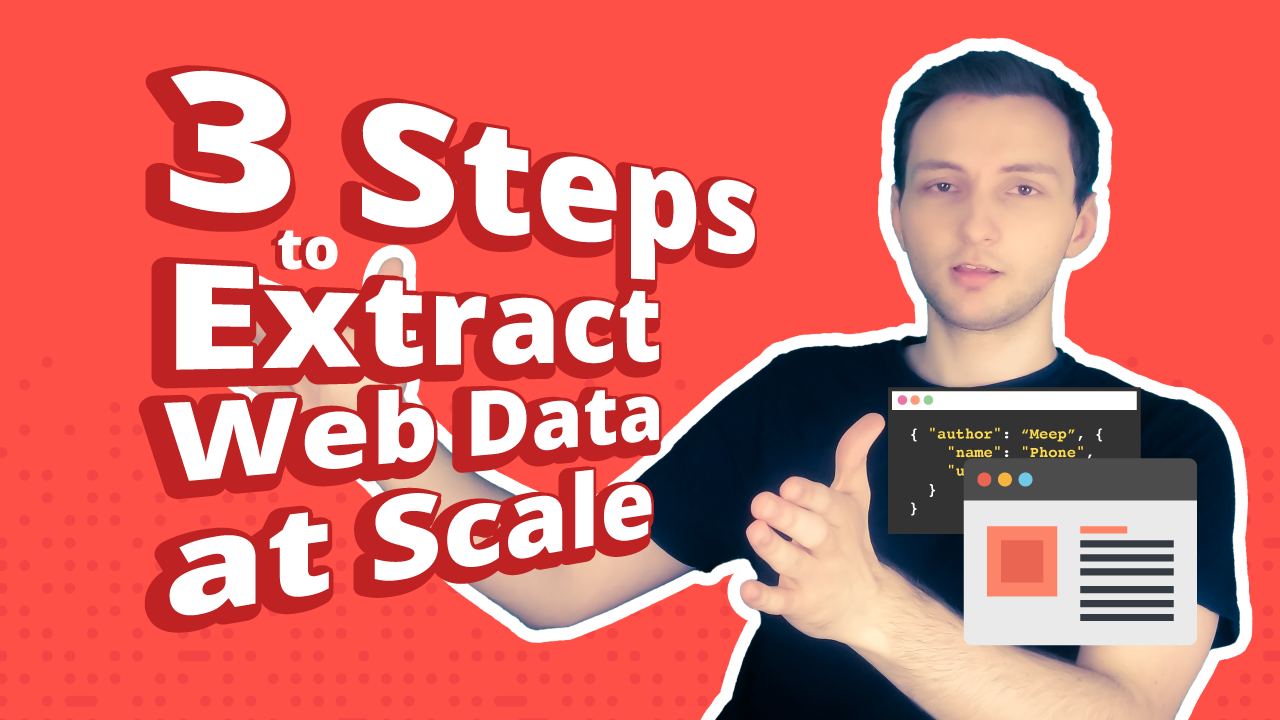 3 Steps
to
Extract
Web Data
at Scale
{ "author": “Meep”, {
"name": "Phone",
"u
}
}